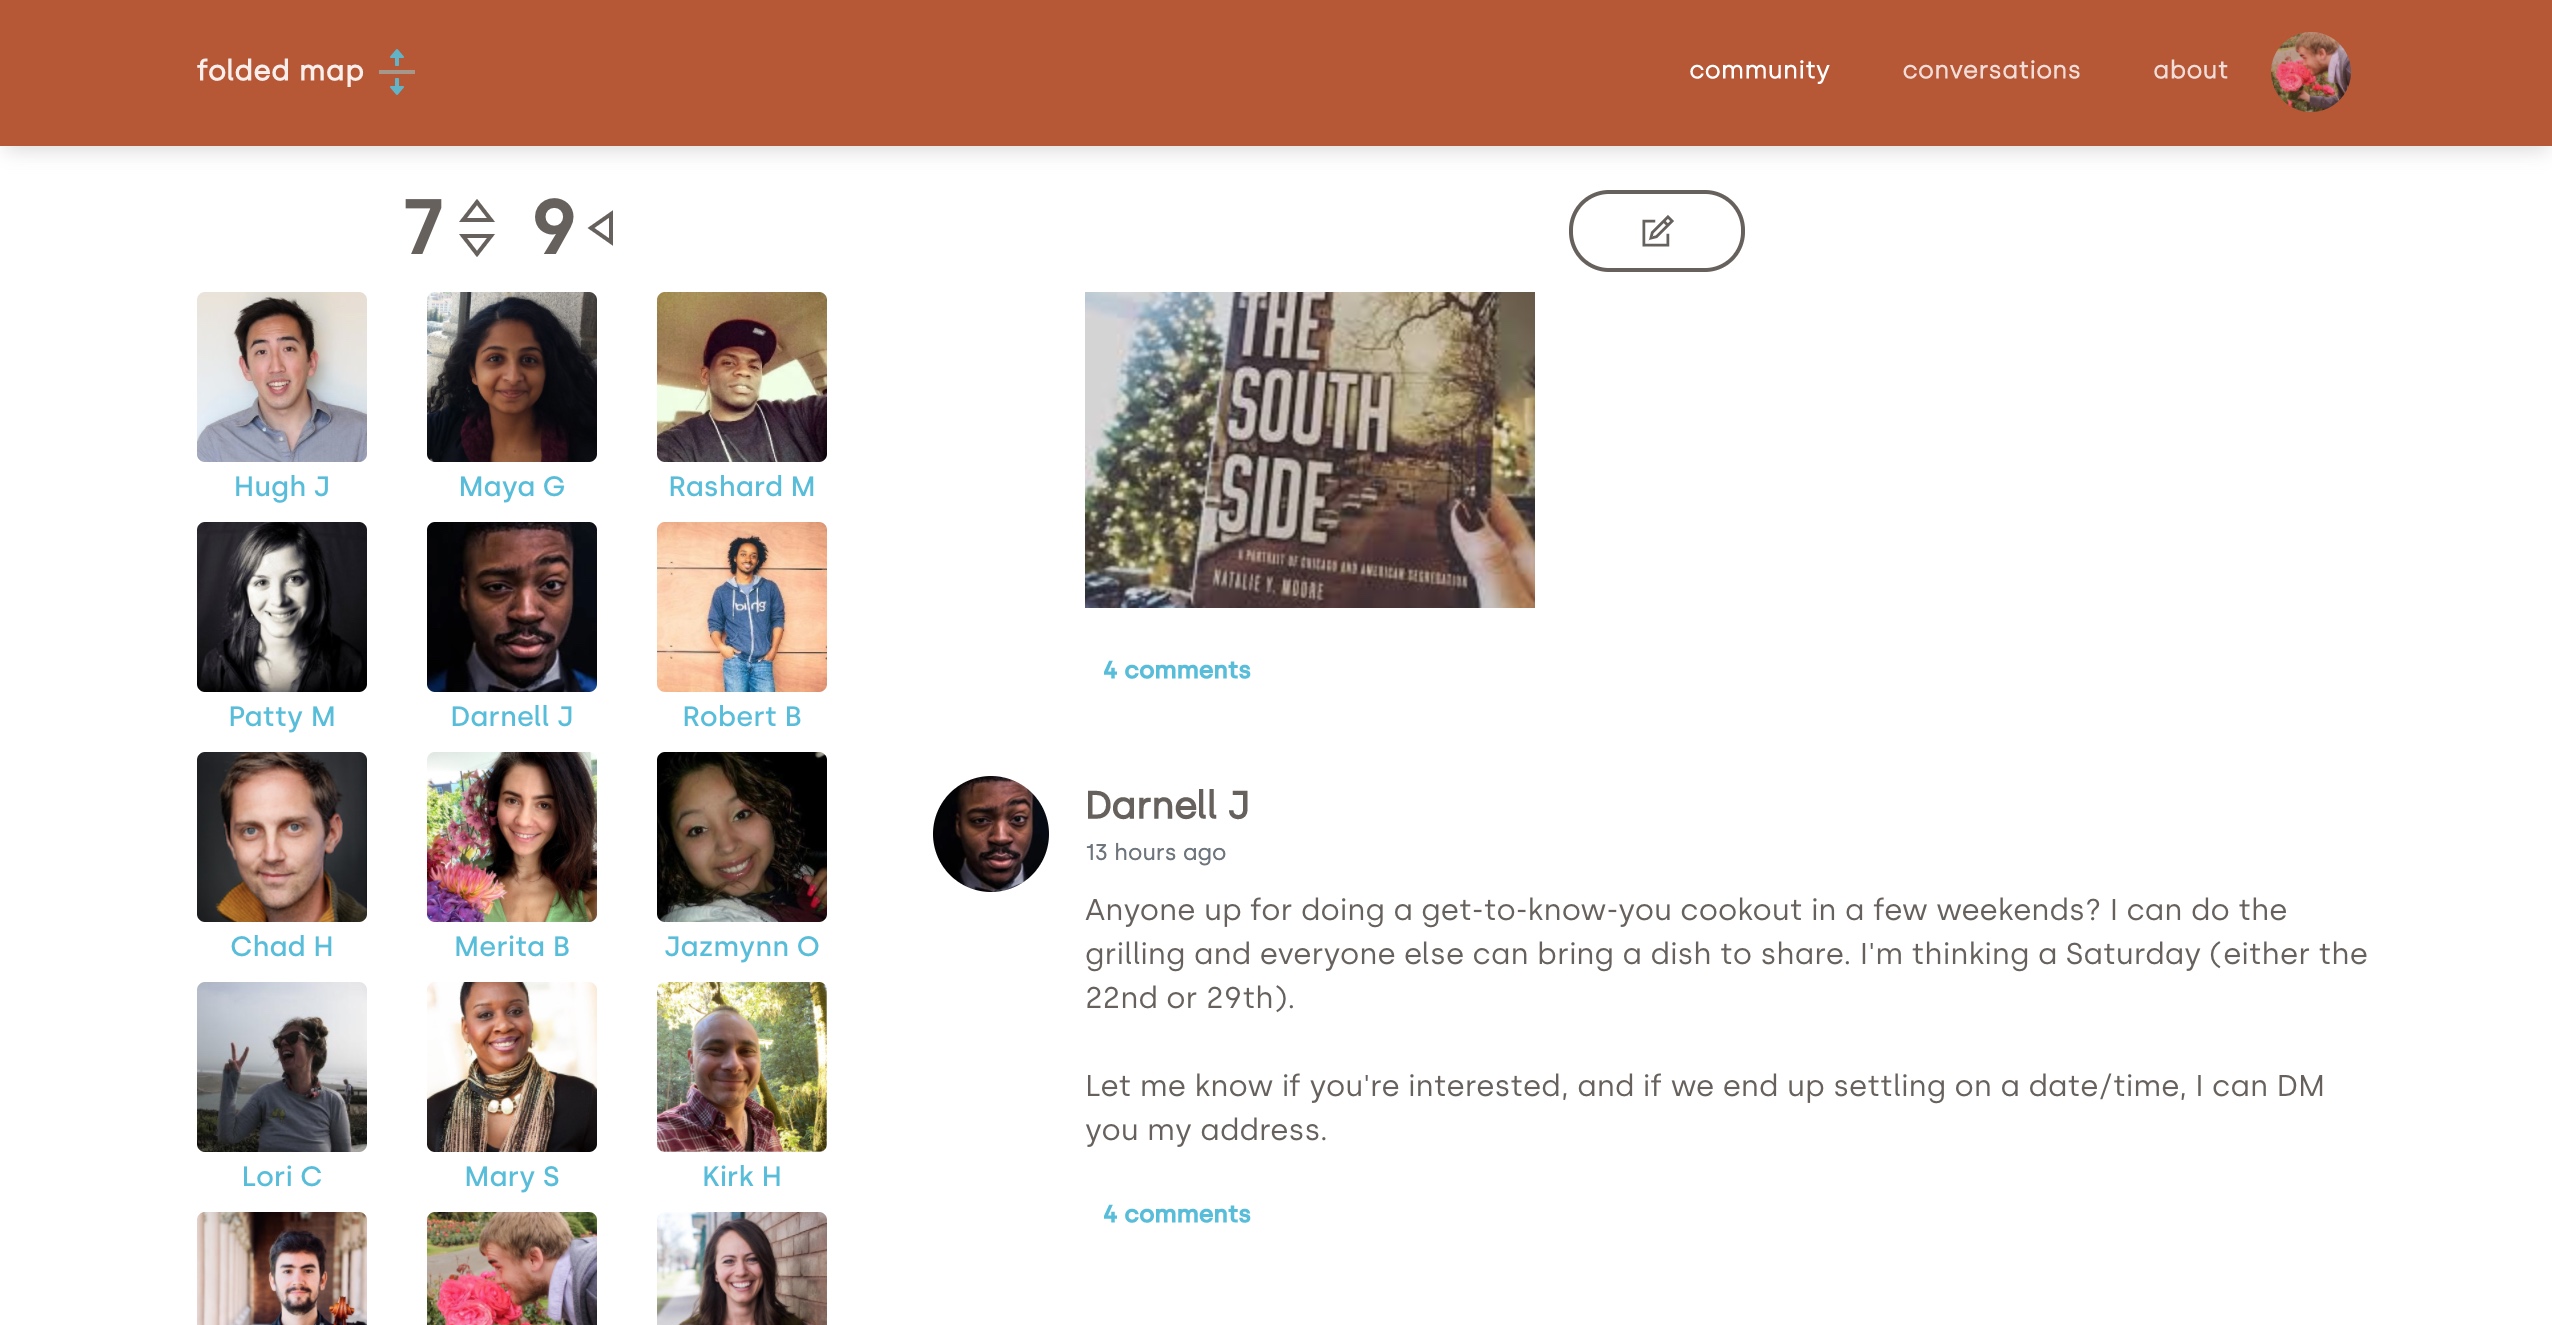 folded map
community
conversations
about
7
9
Hugh J
Maya G
Rashard M
Patty M
Darnell J
Robert B
bing
Chad H
Merita B
Jazmynn O
Lori C
Mary S
Kirk H
THE
SOUTH
SIDE
A PORTRAIT OF CHICAGO AND AMERICAN SEGREGATION
NATALIE Y. MOORE
4 comments
Darnell J
13 hours ago
Anyone up for doing a get-to-know-you cookout in a few weekends? I can do the
grilling and everyone else can bring a dish to share. I'm thinking a Saturday (either the
22nd or 29th).
Let me know if you're interested, and if we end up settling on a date/time, I can DM
you my address.
4 comments